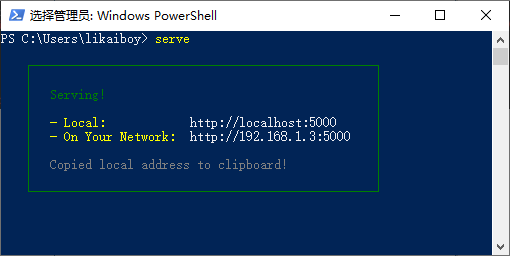 选择管理员: Windows PowerShell
PS C:\Users\likaiboy> serve
Serving!
- Local: http://localhost:5000
- On Your Network: http://192.168.1.3:5000
Copied local address to clipboard!